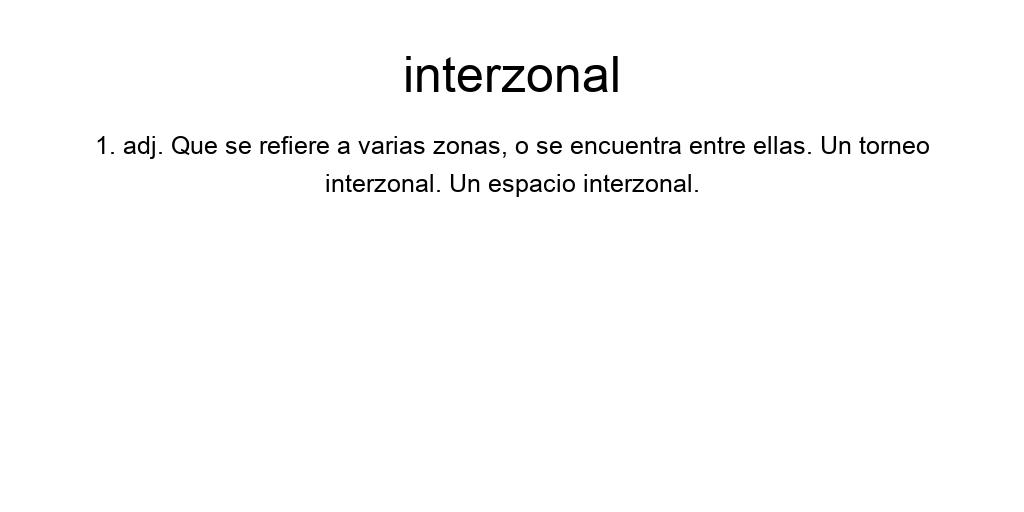 interzonal
1. adj. Que se refiere a varias zonas, o se encuentra entre ellas. Un torneo
interzonal. Un espacio interzonal.